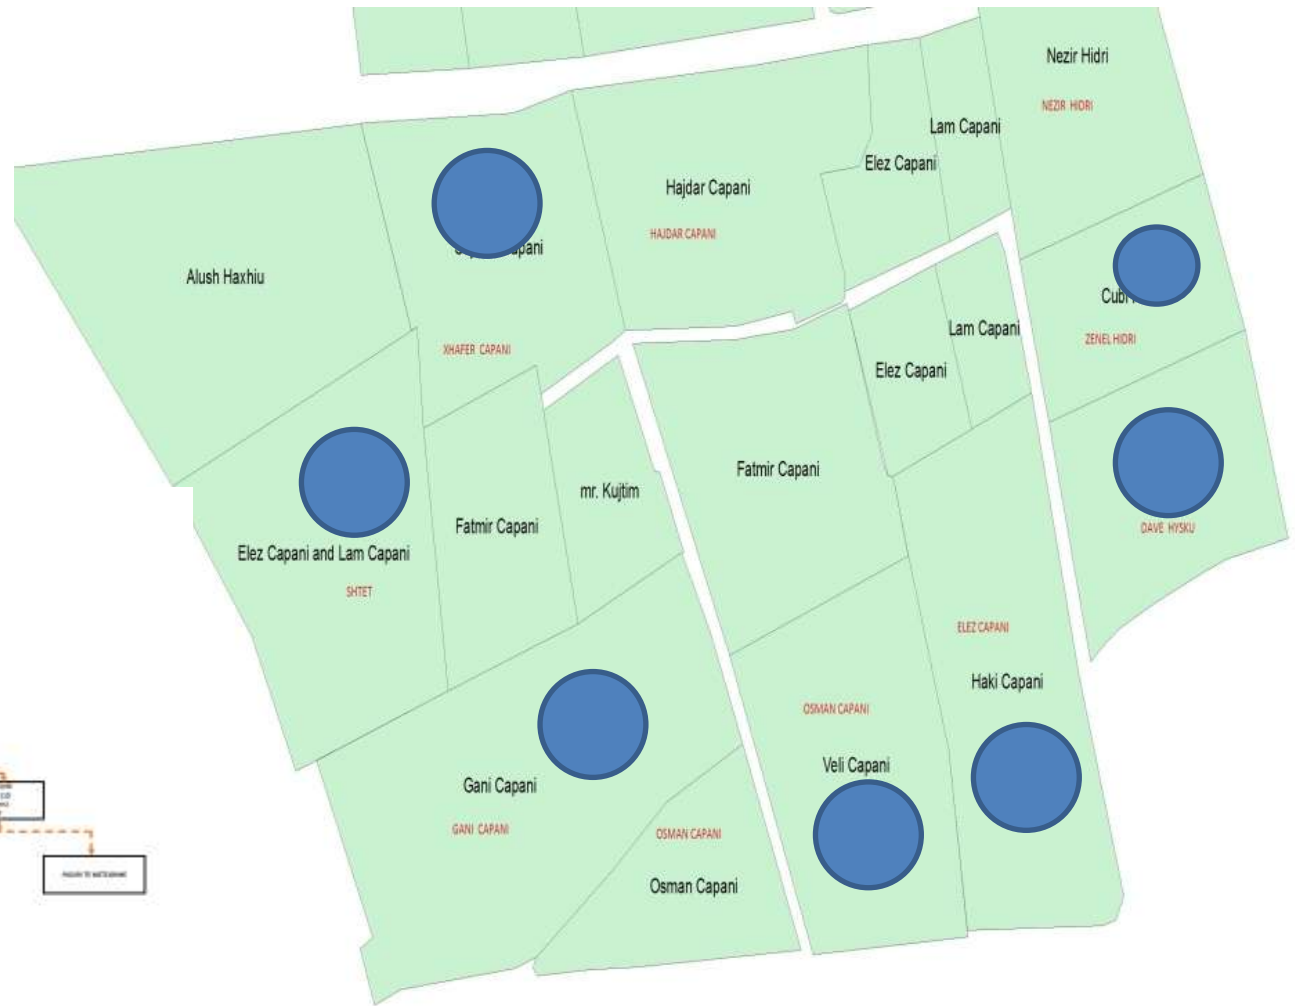 Nezir Hidri
NEZIR HIDRI
Lam Capani
Elez Capani
Hajdar Capani
HAJDAR CAPANI
Alush Haxhiu
XHAFER CAPANI
ZENEL HIDRI
Lam Capani
Elez Capani
Fatmir Capani
mr. Kujtim
Fatmir Capani
Elez Capani and Lam Capani
SHTET
DAVE HYSKU
ELEZ CAPANI
Haki Capani
OSMAN CAPANI
Veli Capani
Gani Capani
GANI CAPANI
OSMAN CAPANI
Osman Capani